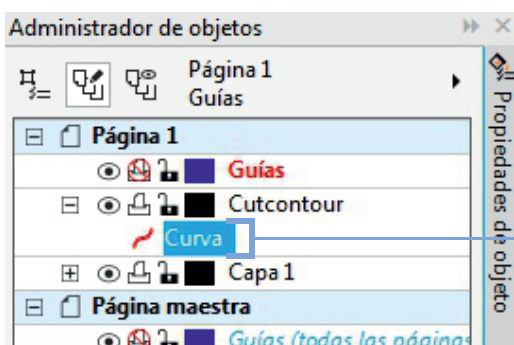 Administrador de objetos
Página 1
Guías
Página 1
Guías
Cutcontour
Curva
Capa 1
Página maestra
Guías (todas las páginas
Propiedades de objeto